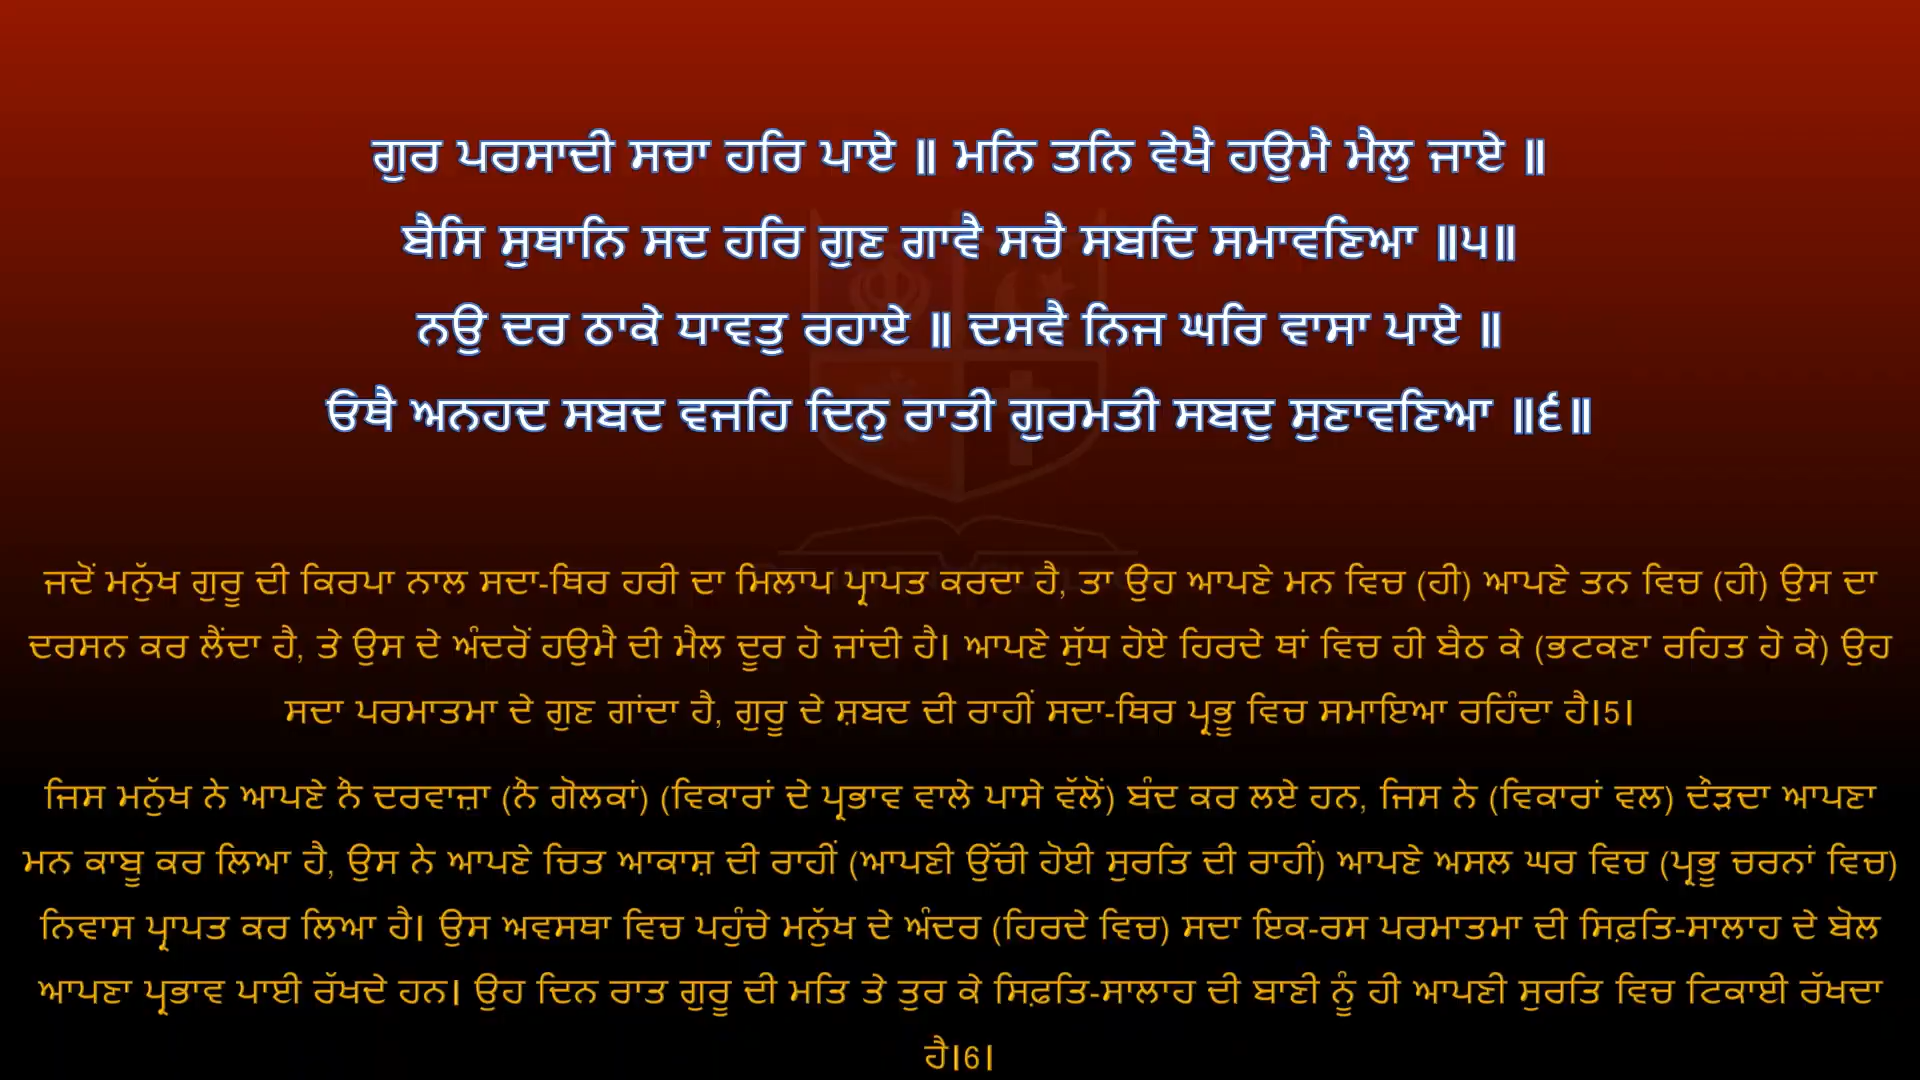 ਗੁਰ ਪਰਸਾਦੀ ਸਚਾ ਹਰਿ ਪਾਏ ॥ ਮਨਿ ਤਨਿ ਵੇਖੈ ਹਉਮੈ ਮੈਲੁ ਜਾਏ ॥
ਬੈਸਿ ਸੁਥਾਨਿ ਸਦ ਹਰਿ ਗੁਣ ਗਾਵੈ ਸਚੈ ਸਬਦਿ ਸਮਾਵਣਿਆ ॥੫॥
ਨਉ ਦਰ ਠਾਕੇ ਧਾਵਤੁ ਰਹਾਏ ॥ ਦਸਵੈ ਨਿਜ ਘਰਿ ਵਾਸਾ ਪਾਏ ॥
ਓਥੈ ਅਨਹਦ ਸਬਦ ਵਜਹਿ ਦਿਨੁ ਰਾਤੀ ਗੁਰਮਤੀ ਸਬਦੁ ਸੁਣਾਵਣਿਆ ॥੬॥
ਜਦੋਂ ਮਨੁੱਖ ਗੁਰੂ ਦੀ ਕਿਰਪਾ ਨਾਲ ਸਦਾ-ਥਿਰ ਹਰੀ ਦਾ ਮਿਲਾਪ ਪ੍ਰਾਪਤ ਕਰਦਾ ਹੈ, ਤਾ ਉਹ ਆਪਣੇ ਮਨ ਵਿਚ (ਹੀ) ਆਪਣੇ ਤਨ ਵਿਚ (ਹੀ) ਉਸ ਦਾ
ਦਰਸਨ ਕਰ ਲੈਂਦਾ ਹੈ, ਤੇ ਉਸ ਦੇ ਅੰਦਰੋਂ ਹਉਮੈ ਦੀ ਮੈਲ ਦੂਰ ਹੋ ਜਾਂਦੀ ਹੈ। ਆਪਣੇ ਸੁੱਧ ਹੋਏ ਹਿਰਦੇ ਥਾਂ ਵਿਚ ਹੀ ਬੈਠ ਕੇ (ਭਟਕਣਾ ਰਹਿਤ ਹੋ ਕੇ) ਉਹ
ਸਦਾ ਪਰਮਾਤਮਾ ਦੇ ਗੁਣ ਗਾਂਦਾ ਹੈ, ਗੁਰੂ ਦੇ ਸ਼ਬਦ ਦੀ ਰਾਹੀਂ ਸਦਾ-ਥਿਰ ਪ੍ਰਭੂ ਵਿਚ ਸਮਾਇਆ ਰਹਿੰਦਾ ਹੈ।5।
ਜਿਸ ਮਨੁੱਖ ਨੇ ਆਪਣੇ ਨੈ ਦਰਵਾਜ਼ਾ (ਨੈ ਗੋਲਕਾਂ) (ਵਿਕਾਰਾਂ ਦੇ ਪ੍ਰਭਾਵ ਵਾਲੇ ਪਾਸੇ ਵੱਲੋਂ) ਬੰਦ ਕਰ ਲਏ ਹਨ, ਜਿਸ ਨੇ (ਵਿਕਾਰਾਂ ਵਲ) ਦੌੜਦਾ ਆਪਣਾ
ਮਨ ਕਾਬੂ ਕਰ ਲਿਆ ਹੈ, ਉਸ ਨੇ ਆਪਣੇ ਚਿਤ ਆਕਾਸ਼ ਦੀ ਰਾਹੀਂ (ਆਪਣੀ ਉੱਚੀ ਹੋਈ ਸੁਰਤਿ ਦੀ ਰਾਹੀਂ) ਆਪਣੇ ਅਸਲ ਘਰ ਵਿਚ (ਪ੍ਰਭੂ ਚਰਨਾਂ ਵਿਚ)
ਨਿਵਾਸ ਪ੍ਰਾਪਤ ਕਰ ਲਿਆ ਹੈ। ਉਸ ਅਵਸਥਾ ਵਿਚ ਪਹੁੰਚੇ ਮਨੁੱਖ ਦੇ ਅੰਦਰ (ਹਿਰਦੇ ਵਿਚ) ਸਦਾ ਇਕ-ਰਸ ਪਰਮਾਤਮਾ ਦੀ ਸਿਫ਼ਤਿ-ਸਾਲਾਹ ਦੇ ਬੋਲ
ਆਪਣਾ ਪ੍ਰਭਾਵ ਪਾਈ ਰੱਖਦੇ ਹਨ। ਉਹ ਦਿਨ ਰਾਤ ਗੁਰੂ ਦੀ ਮਤਿ ਤੇ ਤੁਰ ਕੇ ਸਿਫ਼ਤਿ-ਸਾਲਾਹ ਦੀ ਬਾਣੀ ਨੂੰ ਹੀ ਆਪਣੀ ਸੁਰਤਿ ਵਿਚ ਟਿਕਾਈ ਰੱਖਦਾ
ਹੈ।6।